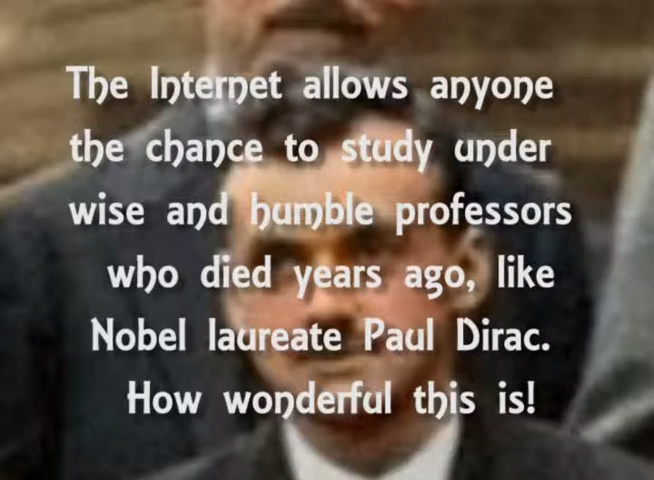 The Internet allows anyone
the chance to study under
wise and humble professors
who died years ago, like
Nobel laureate Paul Dirac.
How wonderful this is!